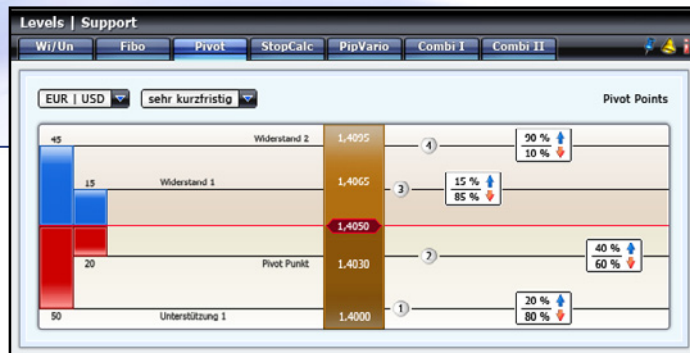 Levels | Support
Wi/Un Fibo Pivot StopCalc PipVario Combi I Combi II
EUR | USD sehr kurzfristig Pivot Points
45 Widerstand 2 1,4095 4 90 %
10 %
15 Widerstand 1 1,4065 3 15 %
85 %
1,4050
20 Pivot Punkt 1,4030 2 40 %
60 %
50 Unterstützung 1 1,4000 1 20 %
80 %